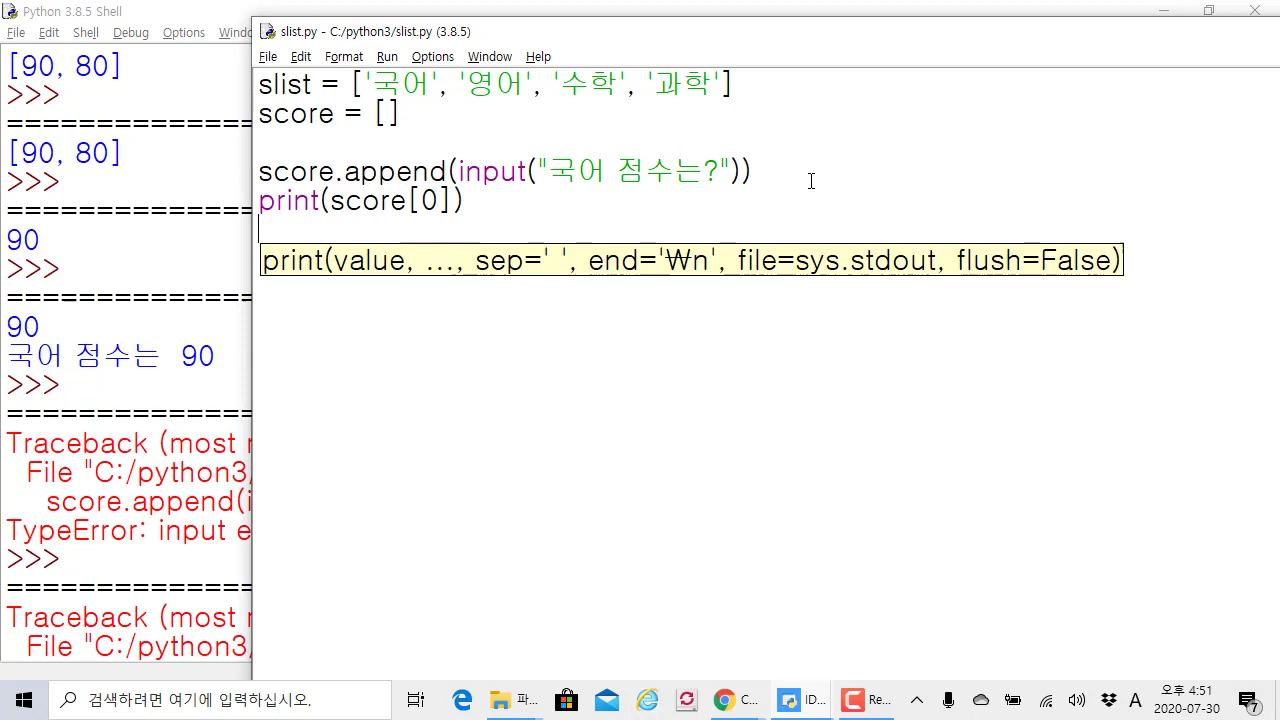 Python 3.8.5 Shell
File Edit Shell Debug Options Windo
[90, 80]
>>>
=================
[90, 80]
>>>
=================
90
>>>
=================
90
국어 점수는 90
>>>
=================
Traceback (most r
File "C:/python3/
score.append(i
TypeError: input e
>>>
=================
Traceback (most r
File "C:/python3/
slist.py - C:/python3/slist.py (3.8.5)
File Edit Format Run Options Window Help
slist = ['국어', '영어', '수학', '과학']
score = []
score.append(input("국어 점수는?"))
print(score[0])
print(value, ..., sep=' ', end='₩n', file=sys.stdout, flush=False)
검색하려면 여기에 입력하십시오.
파...
C...
ID...
Re...
A
오후 4:51
2020-07-30
7